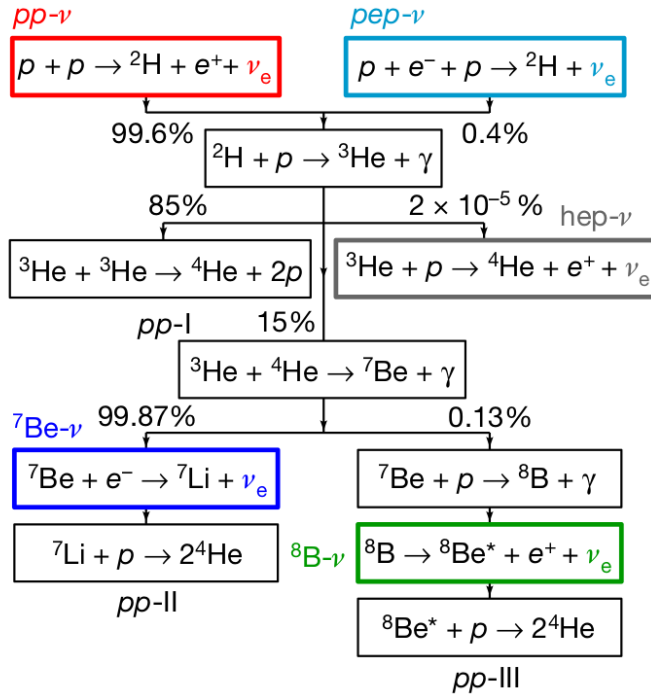 pp-ν pep-ν
p + p → ²H + e⁺ + νₑ p + e⁻ + p → ²H + νₑ
99.6% 0.4%
²H + p → ³He + γ
85% 2 × 10⁻⁵ %
hep-ν
³He + ³He → ⁴He + 2p ³He + p → ⁴He + e⁺ + νₑ
pp-I 15%
³He + ⁴He → ⁷Be + γ
99.87% 0.13%
⁷Be-ν
⁷Be + e⁻ → ⁷Li + νₑ ⁷Be + p → ⁸B + γ
⁷Li + p → 2⁴He ⁸B-ν ⁸B → ⁸Be* + e⁺ + νₑ
pp-II
⁸Be* + p → 2⁴He
pp-III